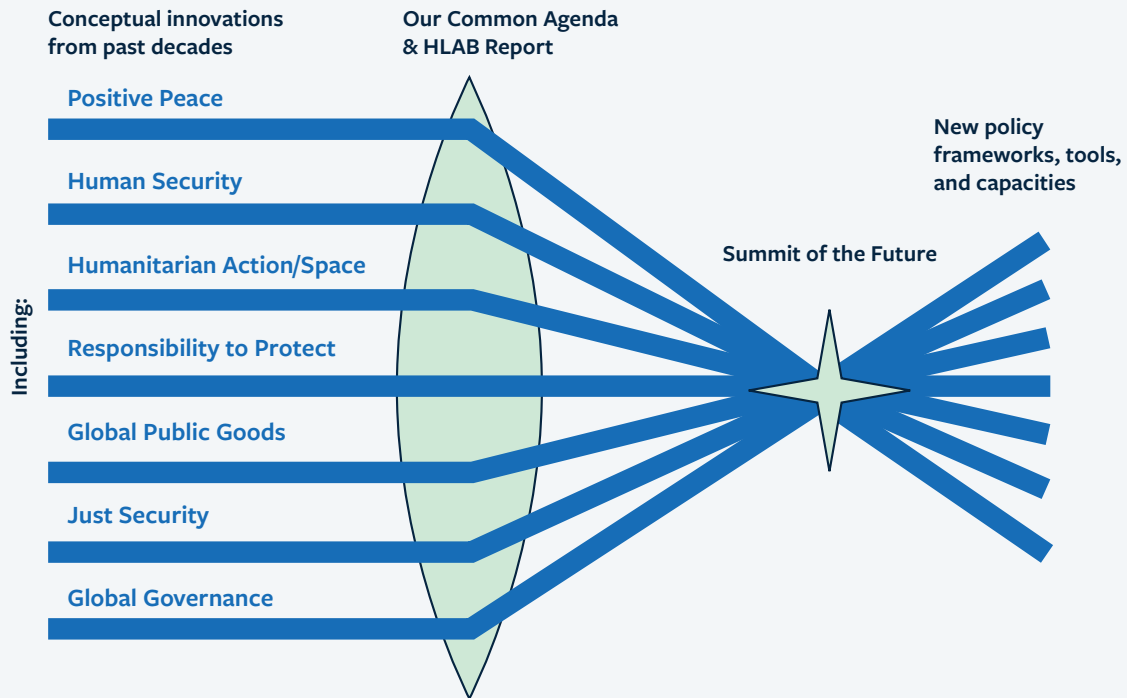 Conceptual innovations
from past decades
Our Common Agenda
& HLAB Report
Positive Peace
New policy
frameworks, tools,
and capacities
Human Security
Summit of the Future
Humanitarian Action/Space
Including:
Responsibility to Protect
Global Public Goods
Just Security
Global Governance